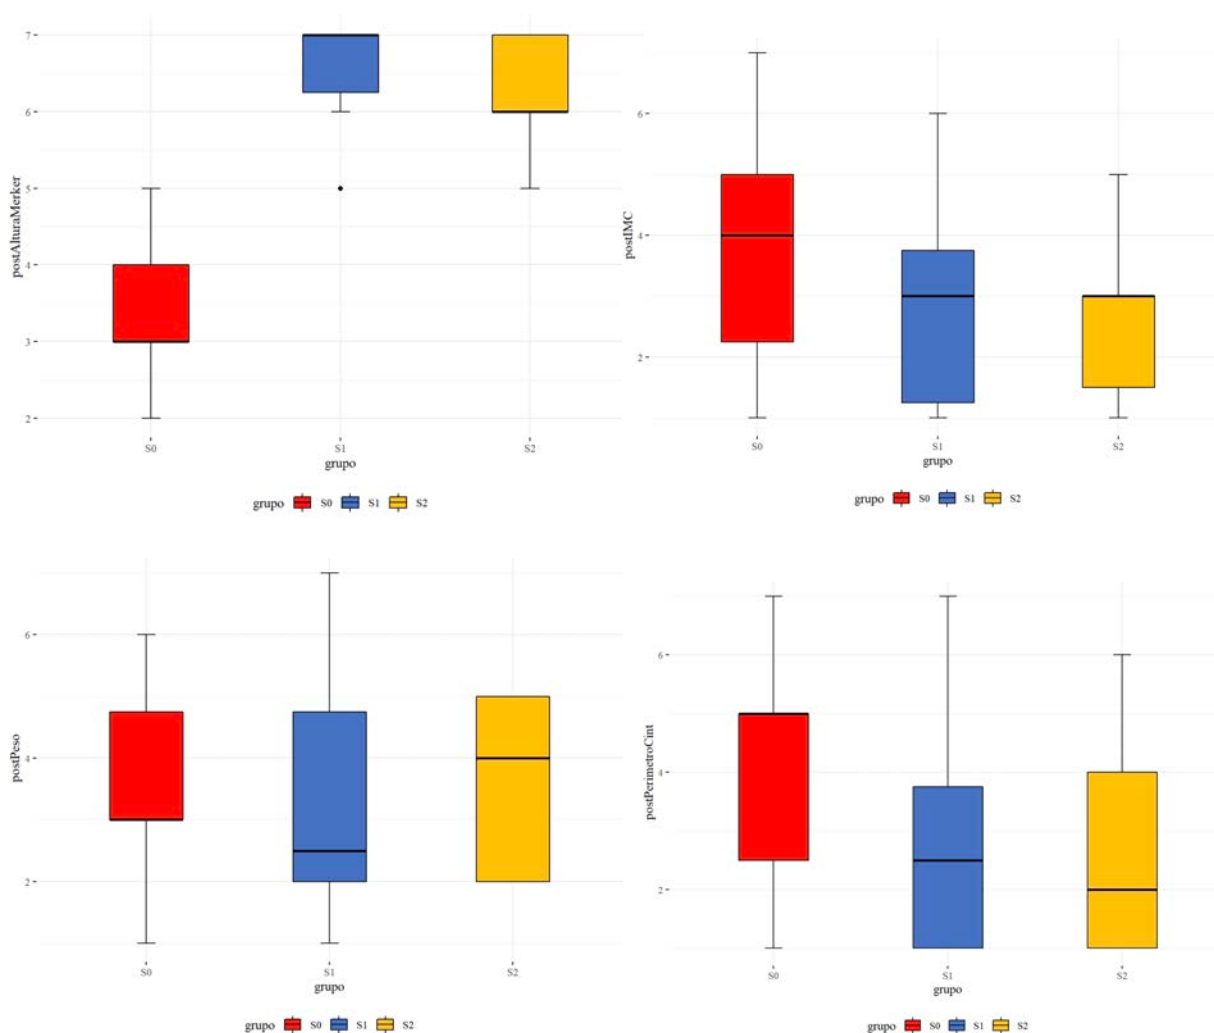 postAlturaMerker
7
6
5
4
3
2
S0 S1 S2
grupo
grupo S0 S1 S2
postIMC
6
4
2
S0 S1 S2
grupo
grupo S0 S1 S2
postPeso
6
4
2
S0 S1 S2
grupo
grupo S0 S1 S2
postPerimetroCint
6
4
2
S0 S1 S2
grupo
grupo S0 S1 S2